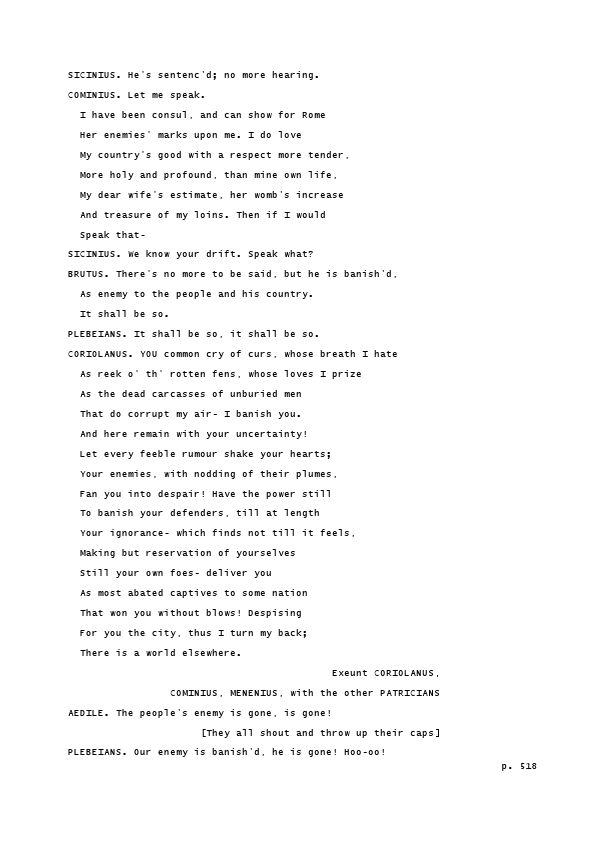 SICINIUS. He's sentenc'd; no more hearing.
COMINIUS. Let me speak.
I have been consul, and can show for Rome
Her enemies' marks upon me. I do love
My country's good with a respect more tender,
More holy and profound, than mine own life,
My dear wife's estimate, her womb's increase
And treasure of my loins. Then if I would
Speak that-
SICINIUS. We know your drift. Speak what?
BRUTUS. There's no more to be said, but he is banish'd,
As enemy to the people and his country.
It shall be so.
PLEBEIANS. It shall be so, it shall be so.
CORIOLANUS. YOU common cry of curs, whose breath I hate
As reek o' th' rotten fens, whose loves I prize
As the dead carcasses of unburied men
That do corrupt my air- I banish you.
And here remain with your uncertainty!
Let every feeble rumour shake your hearts;
Your enemies, with nodding of their plumes,
Fan you into despair! Have the power still
To banish your defenders, till at length
Your ignorance- which finds not till it feels,
Making but reservation of yourselves
Still your own foes- deliver you
As most abated captives to some nation
That won you without blows! Despising
For you the city, thus I turn my back;
There is a world elsewhere.
Exeunt CORIOLANUS,
COMINIUS, MENENIUS, with the other PATRICIANS
AEDILE. The people's enemy is gone, is gone!
[They all shout and throw up their caps]
PLEBEIANS. Our enemy is banish'd, he is gone! Hoo-oo!
p. 518